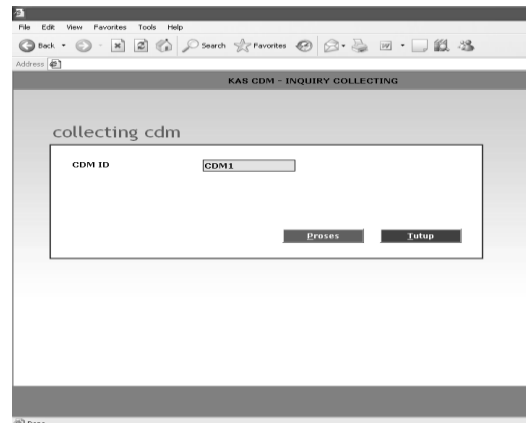 File Edit View Favorites Tools Help
Back Search Favorites
Address
KAS CDM - INQUIRY COLLECTING
collecting cdm
CDM ID CDM1
Proses Tutup
Done